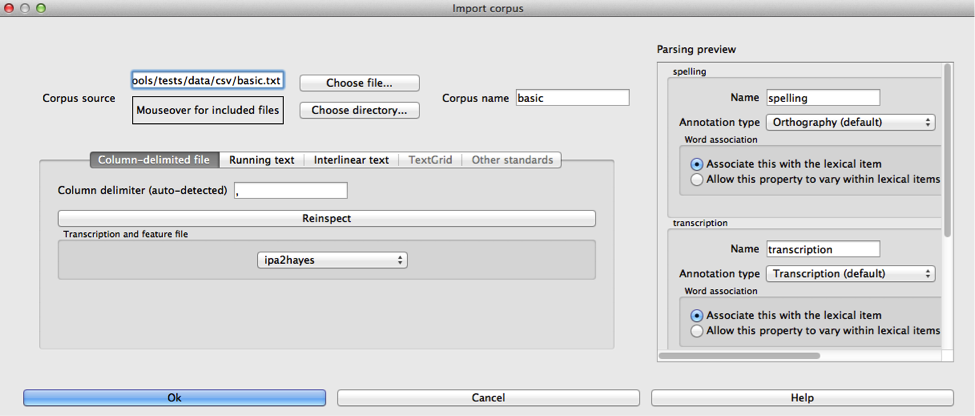 Import corpus
Parsing preview
Corpus source
ools/tests/data/csv/basic.txt
Choose file...
Mouseover for included files
Choose directory...
Corpus name
basic
Column-delimited file
Running text
Interlinear text
TextGrid
Other standards
Column delimiter (auto-detected)
,
Reinspect
Transcription and feature file
ipa2hayes
spelling
Name
spelling
Annotation type
Orthography (default)
Word association
Associate this with the lexical item
Allow this property to vary within lexical items
transcription
Name
transcription
Annotation type
Transcription (default)
Word association
Associate this with the lexical item
Allow this property to vary within lexical items
Ok
Cancel
Help